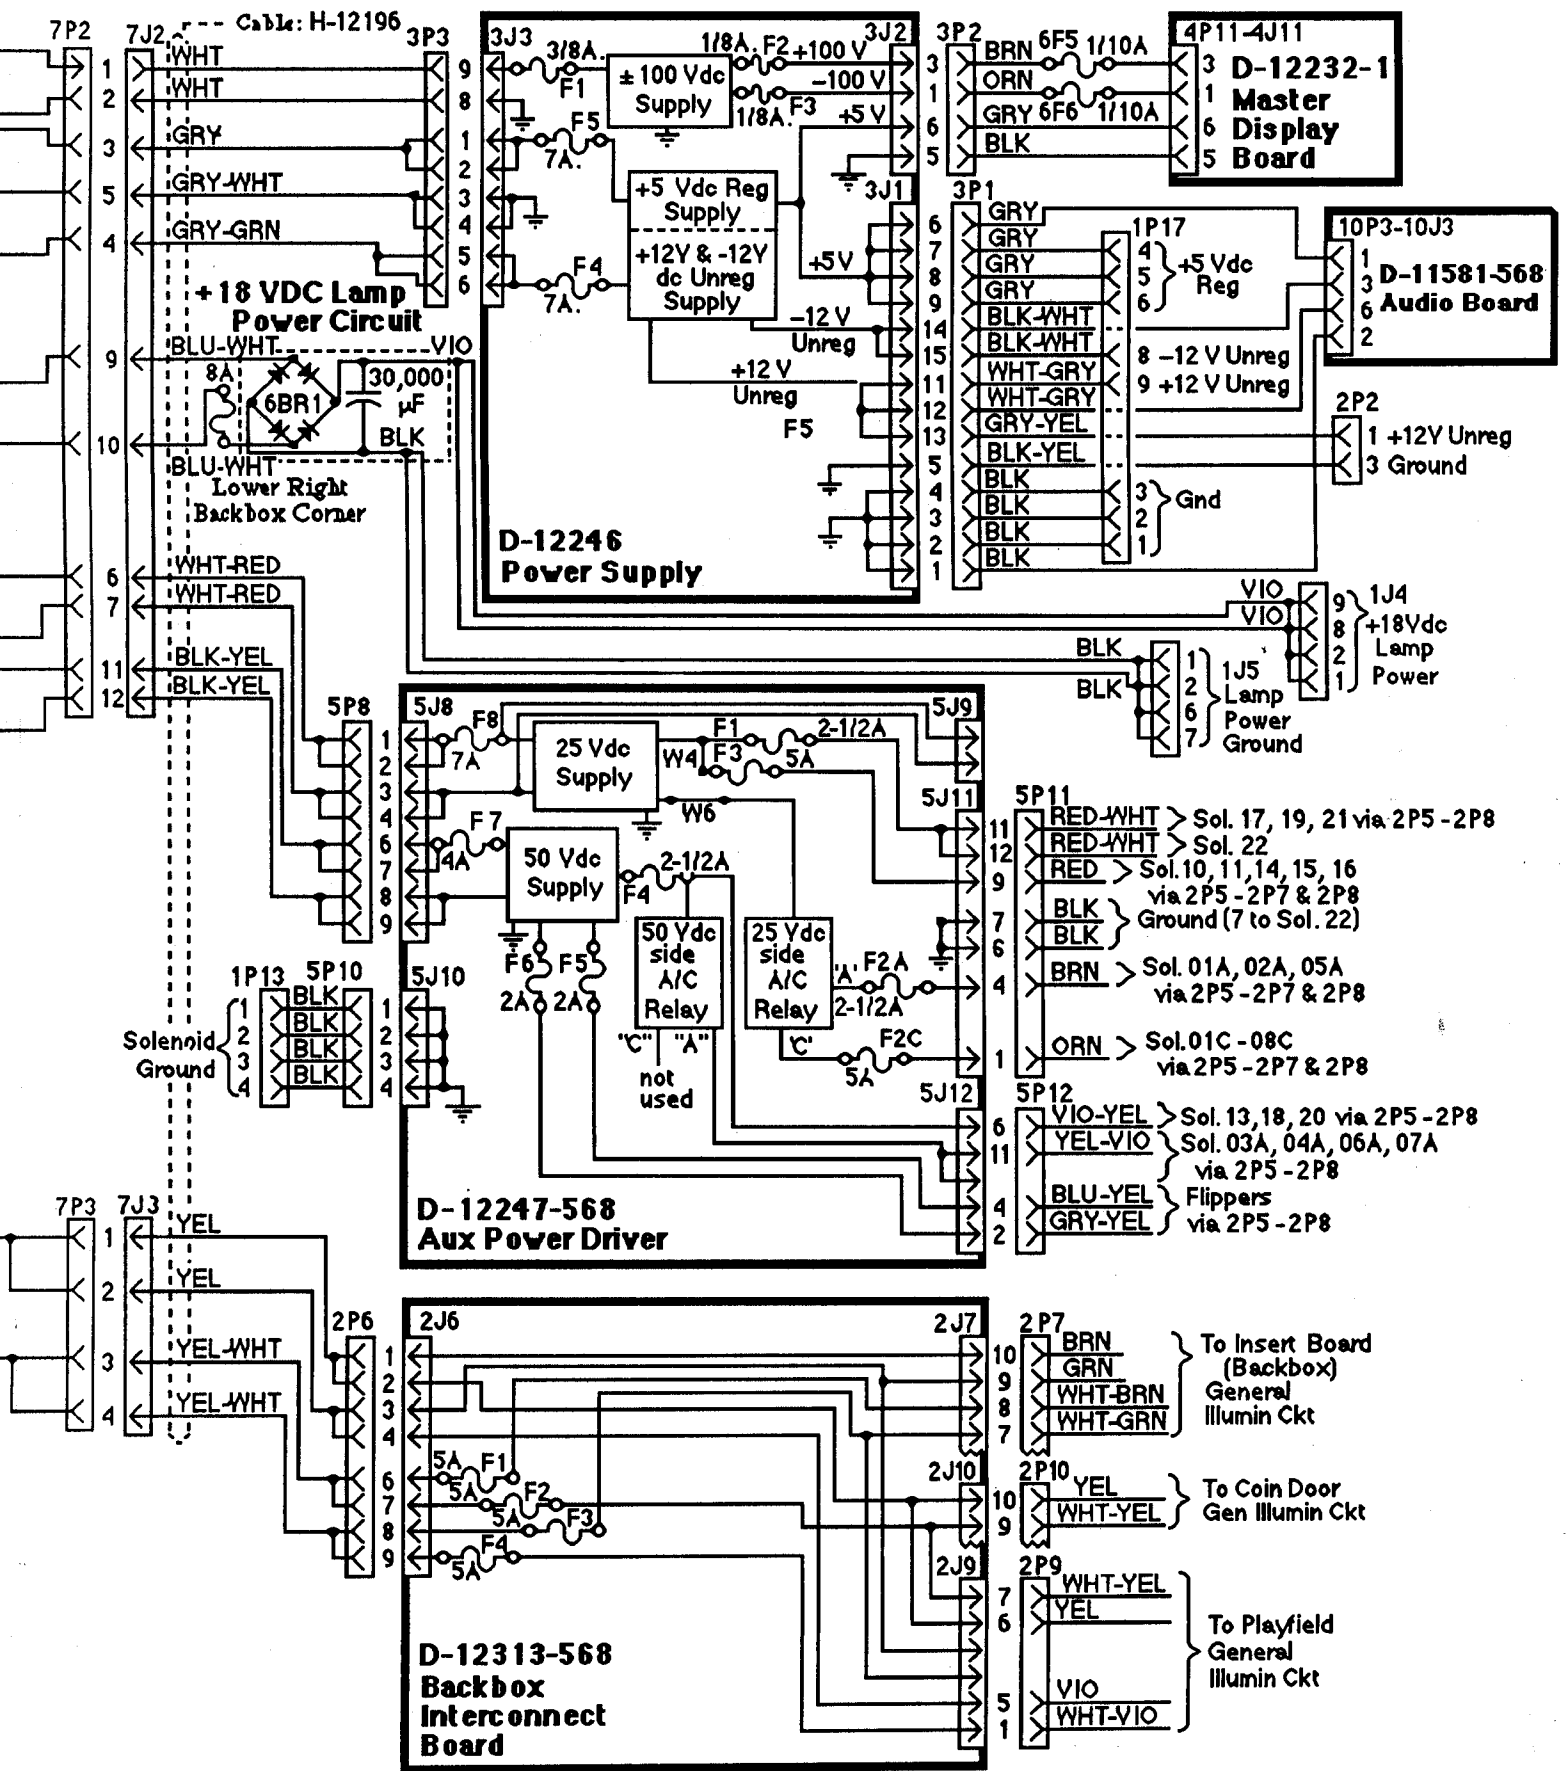 Cable: H-12196
7P2
7J2
1
2
3
5
4
9
10
6
7
11
12
WHT
WHT
GRY
GRY-WHT
GRY-GRN
BLU-WHT
BLU-WHT
WHT-RED
WHT-RED
BLK-YEL
BLK-YEL
+18 VDC Lamp
Power Circuit
8A
6BR1
30,000
µF
VIO
BLK
Lower Right
Backbox Corner
3P3
3J3
9
8
1
2
3
4
5
6
3/8A.
F1
F5
7A.
F4
7A.
± 100 Vdc
Supply
1/8A.
F2
+100 V
-100 V
1/8A.
F3
+5 V
+5 Vdc Reg
Supply
+12V & -12V
dc Unreg
Supply
+5V
-12 V
Unreg
+12 V
Unreg
F5
D-12246
Power Supply
3J2
3P2
3
1
6
5
BRN
6F5
1/10A
ORN
6F6
1/10A
GRY
BLK
4P11-4J11
3
1
6
5
D-12232-1
Master
Display
Board
3J1
3P1
6
7
8
9
14
15
11
12
13
5
4
3
2
1
GRY
GRY
GRY
GRY
BLK-WHT
BLK-WHT
WHT-GRY
WHT-GRY
GRY-YEL
BLK-YEL
BLK
BLK
BLK
BLK
1P17
4
5
6
+5 Vdc
Reg
8 -12 V Unreg
9 +12 V Unreg
3
2
1
Gnd
10P3-10J3
1
3
6
2
D-11581-568
Audio Board
2P2
1 +12V Unreg
3 Ground
VIO
VIO
9
8
2
1
1J4
+18Vdc
Lamp
Power
BLK
BLK
1
2
6
7
1J5
Lamp
Power
Ground
5P8
5J8
1
2
3
4
6
7
8
9
F8
7A
25 Vdc
Supply
W4
F1
2-1/2A
F3
5A
W6
F7
4A
50 Vdc
Supply
F4
2-1/2A
F6
2A
F5
2A
50 Vdc
side
A/C
Relay
"C"
"A"
not
used
25 Vdc
side
A/C
Relay
'A'
F2A
2-1/2A
'C'
F2C
5A
5J9
5J11
5P11
11
12
9
7
6
4
1
RED-WHT
Sol. 17, 19, 21 via 2P5-2P8
RED-WHT
Sol. 22
RED
Sol.10, 11,14, 15, 16
via 2P5-2P7 & 2P8
BLK
BLK
Ground (7 to Sol. 22)
BRN
Sol. 01A, 02A, 05A
via 2P5-2P7 & 2P8
ORN
Sol.01C-08C
via 2P5-2P7 & 2P8
5J12
5P12
6
11
4
2
VIO-YEL
Sol. 13,18, 20 via 2P5-2P8
YEL-VIO
Sol. 03A, 04A, 06A, 07A
via 2P5-2P8
BLU-YEL
GRY-YEL
Flippers
via 2P5-2P8
1P13
5P10
5J10
1
2
3
4
BLK
BLK
BLK
BLK
1
2
3
4
Solenoid
Ground
D-12247-568
Aux Power Driver
7P3
7J3
1
2
3
4
YEL
YEL
YEL-WHT
YEL-WHT
2P6
2J6
1
2
3
4
6
7
8
9
5A
F1
5A
F2
5A
F3
F4
5A
D-12313-568
Backbox
Interconnect
Board
2J7
2P7
10
9
8
7
BRN
GRN
WHT-BRN
WHT-GRN
To Insert Board
(Backbox)
General
Illumin Ckt
2J10
2P10
10
9
YEL
WHT-YEL
To Coin Door
Gen Illumin Ckt
2J9
2P9
7
6
5
1
WHT-YEL
YEL
VIO
WHT-VIO
To Playfield
General
Illumin Ckt